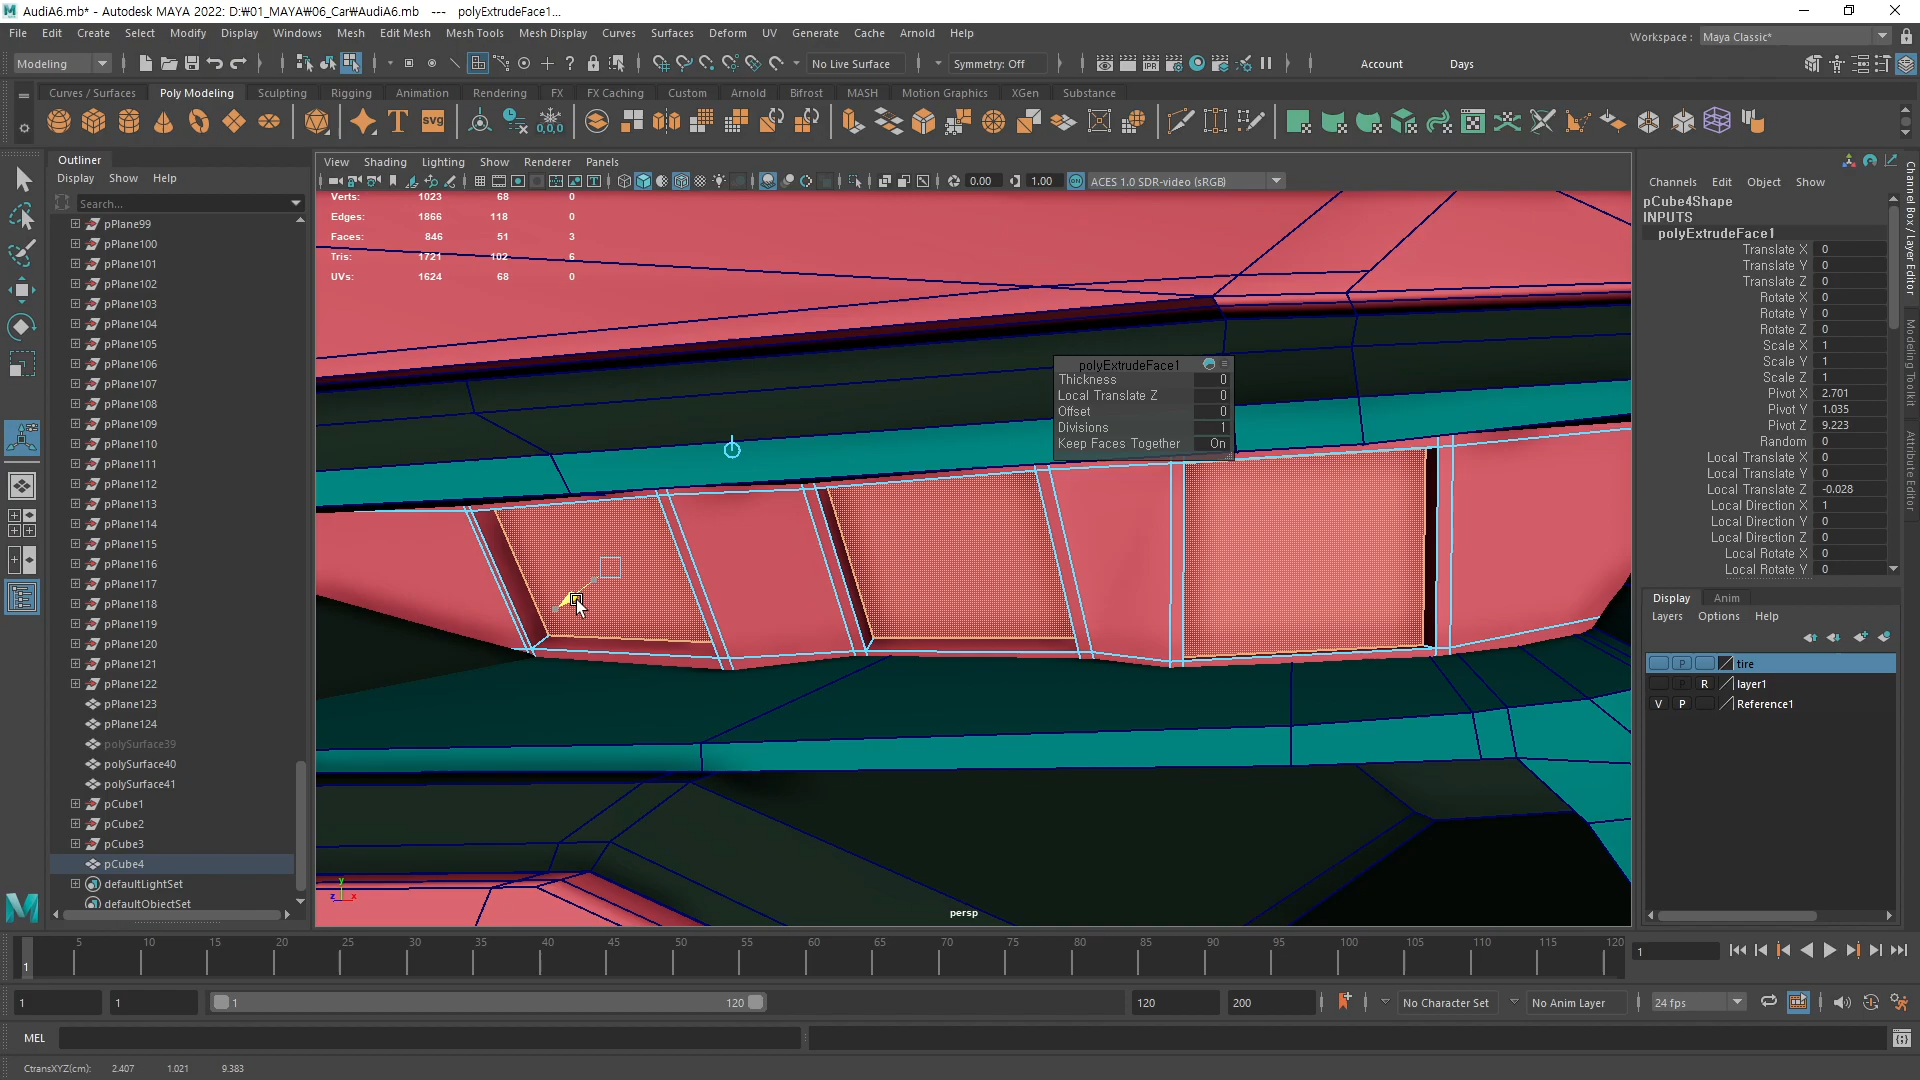 AudiA6.mb* - Autodesk MAYA 2022: D:₩01_MAYA₩06_Car₩AudiA6.mb   ---   polyExtrudeFace1...
File Edit Create Select Modify Display Windows Mesh Edit Mesh Mesh Tools Mesh Display Curves Surfaces Deform UV Generate Cache Arnold Help
Workspace : Maya Classic*
Modeling No Live Surface Symmetry: Off Account Days
Curves / Surfaces Poly Modeling Sculpting Rigging Animation Rendering FX FX Caching Custom Arnold Bifrost MASH Motion Graphics XGen Substance
Outliner
Display Show Help
Search...
pPlane99
pPlane100
pPlane101
pPlane102
pPlane103
pPlane104
pPlane105
pPlane106
pPlane107
pPlane108
pPlane109
pPlane110
pPlane111
pPlane112
pPlane113
pPlane114
pPlane115
pPlane116
pPlane117
pPlane118
pPlane119
pPlane120
pPlane121
pPlane122
pPlane123
pPlane124
polySurface39
polySurface40
polySurface41
pCube1
pCube2
pCube3
pCube4
defaultLightSet
defaultObjectSet
View Shading Lighting Show Renderer Panels
0.00 1.00 ACES 1.0 SDR-video (sRGB)
Verts: 1023 68 0
Edges: 1866 118 0
Faces: 846 51 3
Tris: 1721 102 6
UVs: 1624 68 0
polyExtrudeFace1
Thickness 0
Local Translate Z 0
Offset 0
Divisions 1
Keep Faces Together On
persp
Channels Edit Object Show
pCube4Shape
INPUTS
polyExtrudeFace1
Translate X 0
Translate Y 0
Translate Z 0
Rotate X 0
Rotate Y 0
Rotate Z 0
Scale X 1
Scale Y 1
Scale Z 1
Pivot X 2.701
Pivot Y 1.035
Pivot Z 9.223
Random 0
Local Translate X 0
Local Translate Y 0
Local Translate Z -0.028
Local Direction X 1
Local Direction Y 0
Local Direction Z 0
Local Rotate X 0
Local Rotate Y 0
Display Anim
Layers Options Help
P tire
P R layer1
V P Reference1
Channel Box / Layer Editor
Modeling Toolkit
Attribute Editor
5 10 15 20 25 30 35 40 45 50 55 60 65 70 75 80 85 90 95 100 105 110 115 120
1
1
1 1 1 120 120 200 No Character Set No Anim Layer 24 fps
MEL
CtransXYZ(cm): 2.407 1.021 9.383